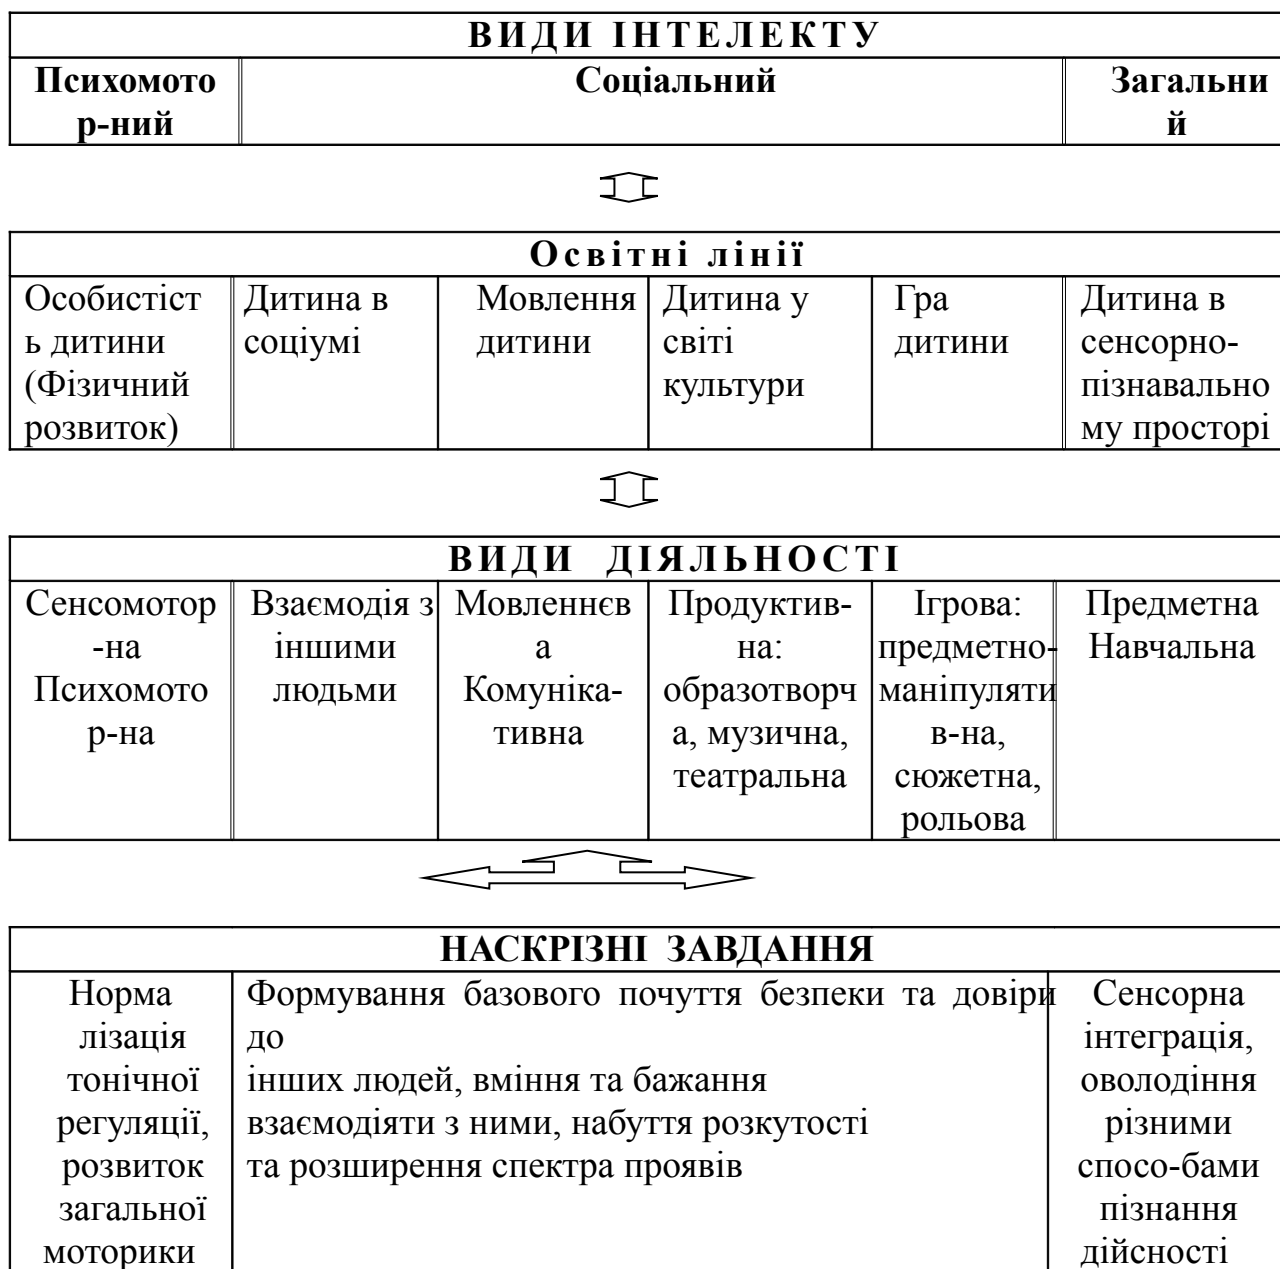 ВИДИ ІНТЕЛЕКТУ
Психомото
р-ний
Соціальний
Загальни
й
Освітні лінії
Особистіст
ь дитини
(Фізичний
розвиток)
Дитина в
соціумі
Мовлення
дитини
Дитина у
світі
культури
Гра
дитини
Дитина в
сенсорно-
пізнавально
му просторі
ВИДИ ДІЯЛЬНОСТІ
Сенсомотор
-на
Психомото
р-на
Взаємодія з
іншими
людьми
Мовленнєв
а
Комуніка-
тивна
Продуктив-
на:
образотворч
а, музична,
театральна
Ігрова:
предметно-
маніпуляти
в-на,
сюжетна,
рольова
Предметна
Навчальна
НАСКРІЗНІ ЗАВДАННЯ
Норма
лізація
тонічної
регуляції,
розвиток
загальної
моторики
Формування базового почуття безпеки та довіри
до
інших людей, вміння та бажання
взаємодіяти з ними, набуття розкутості
та розширення спектра проявів
Сенсорна
інтеграція,
оволодіння
різними
спосо-бами
пізнання
дійсності